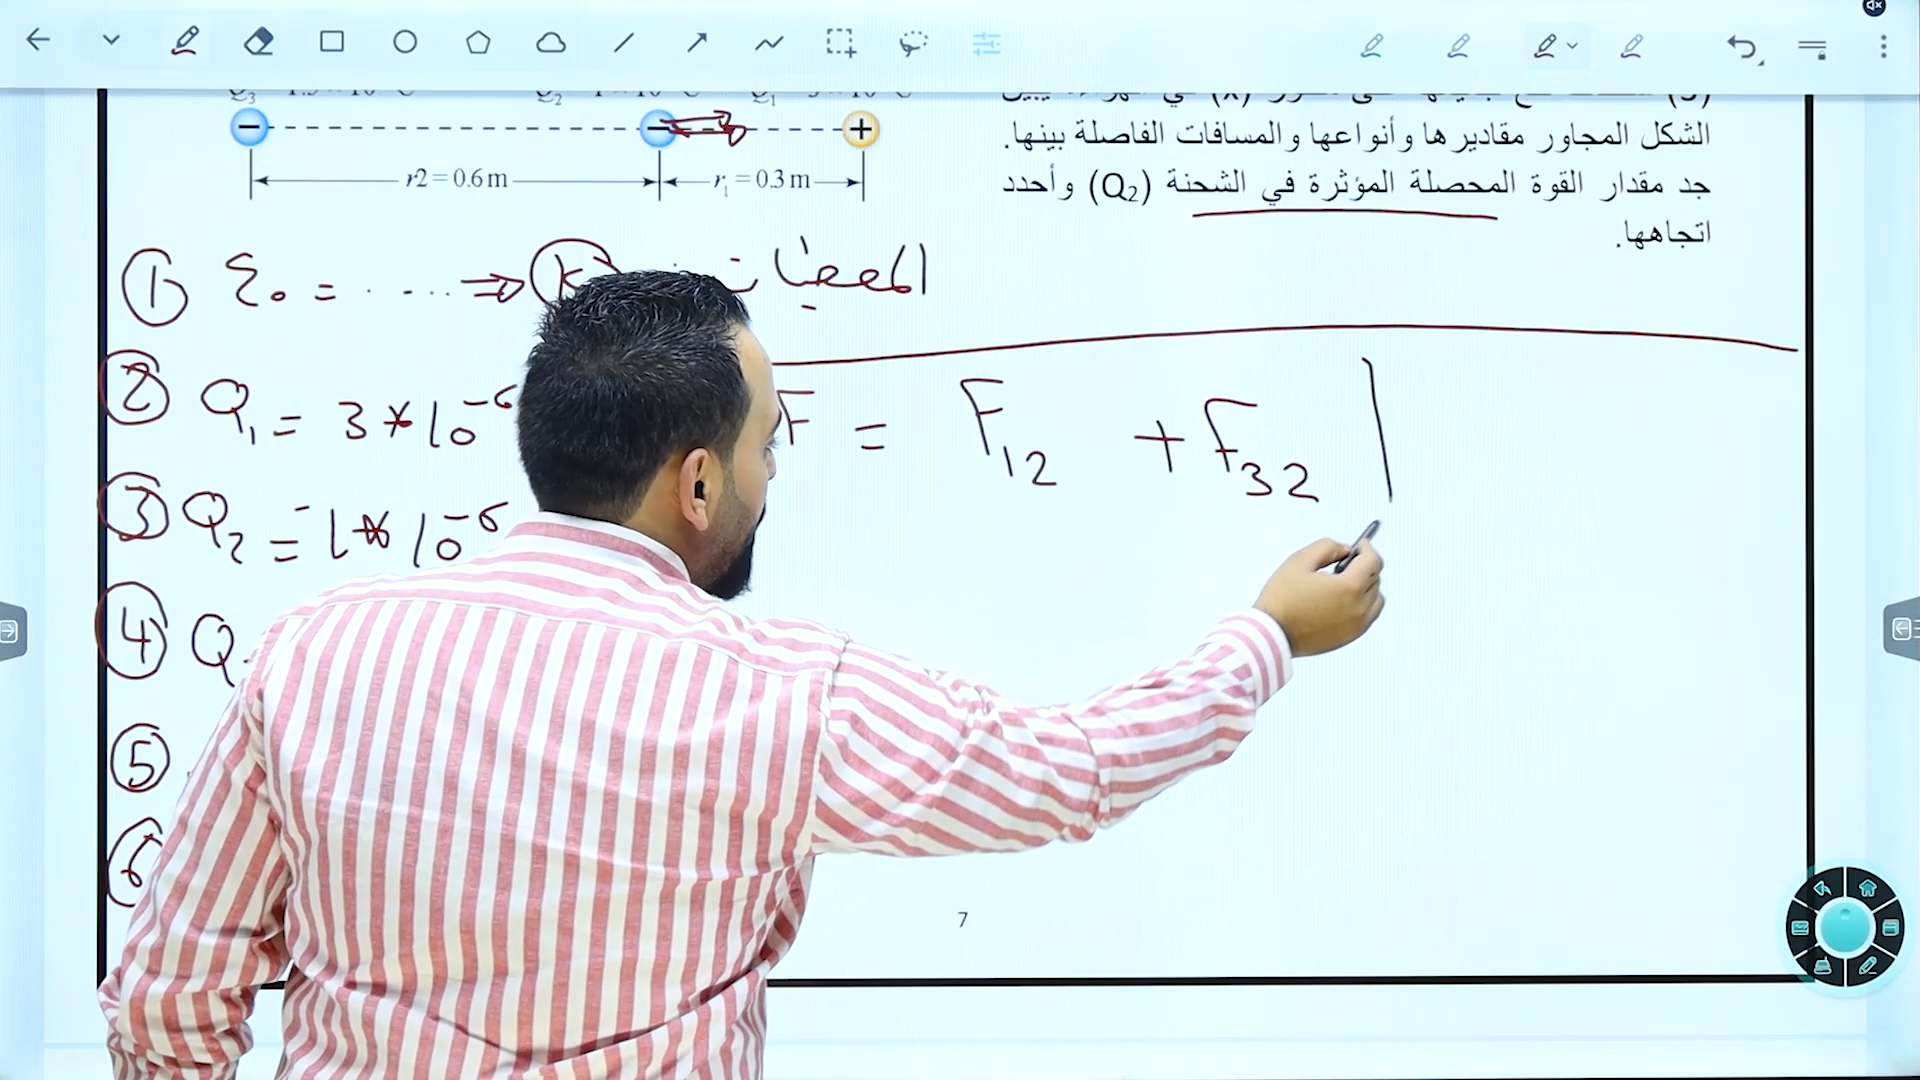 الشكل المجاور مقاديرها وأنواعها والمسافات الفاصلة بينها.
جد مقدار القوة المحصلة المؤثرة في الشحنة (Q₂) وأحدد
اتجاهها.
r2 = 0.6 m
r₁ = 0.3 m
المعطيات
① ε₀ = ..... ⇒ K
② Q₁ = 3*10⁻⁶
③ Q₂ = -1*10⁻⁶
④ Q
⑤
⑥
F = F₁₂ + F₃₂
7